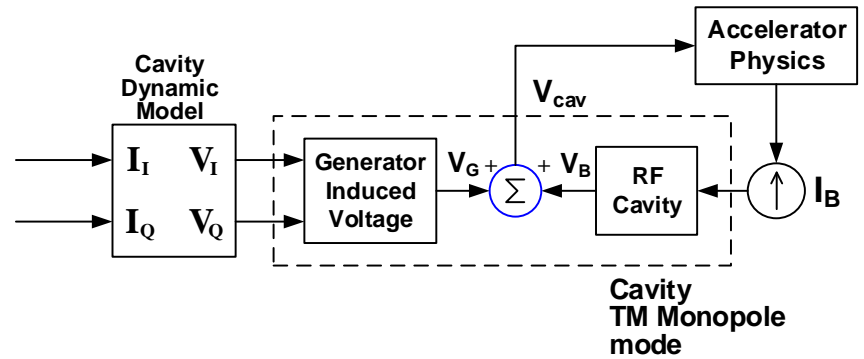 Accelerator
Physics
Cavity
Dynamic
Model
V_cav
I_I V_I
I_Q V_Q
Generator
Induced
Voltage
V_G + Σ + V_B
RF
Cavity
↑
I_B
Cavity
TM Monopole
mode